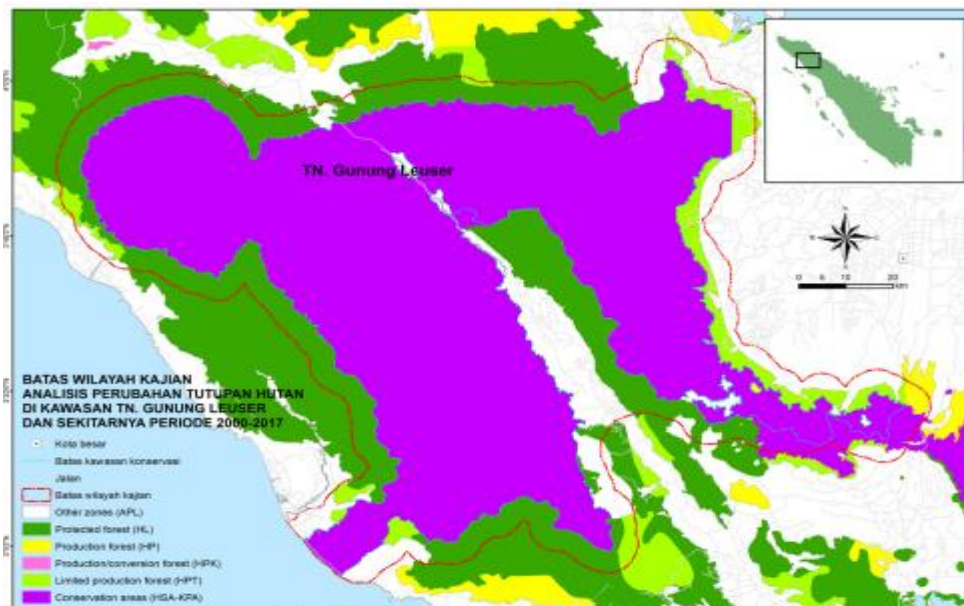 TN. Gunung Leuser
0 5 10 20
km
BATAS WILAYAH KAJIAN
ANALISIS PERUBAHAN TUTUPAN HUTAN
DI KAWASAN TN. GUNUNG LEUSER
DAN SEKITARNYA PERIODE 2000-2017
Kota besar
Batas kawasan konservasi
Jalan
Batas wilayah kajian
Other zones (APL)
Protected forest (HL)
Production forest (HP)
Production/conversion forest (HPK)
Limited production forest (HPT)
Conservation areas (HSA-KPA)